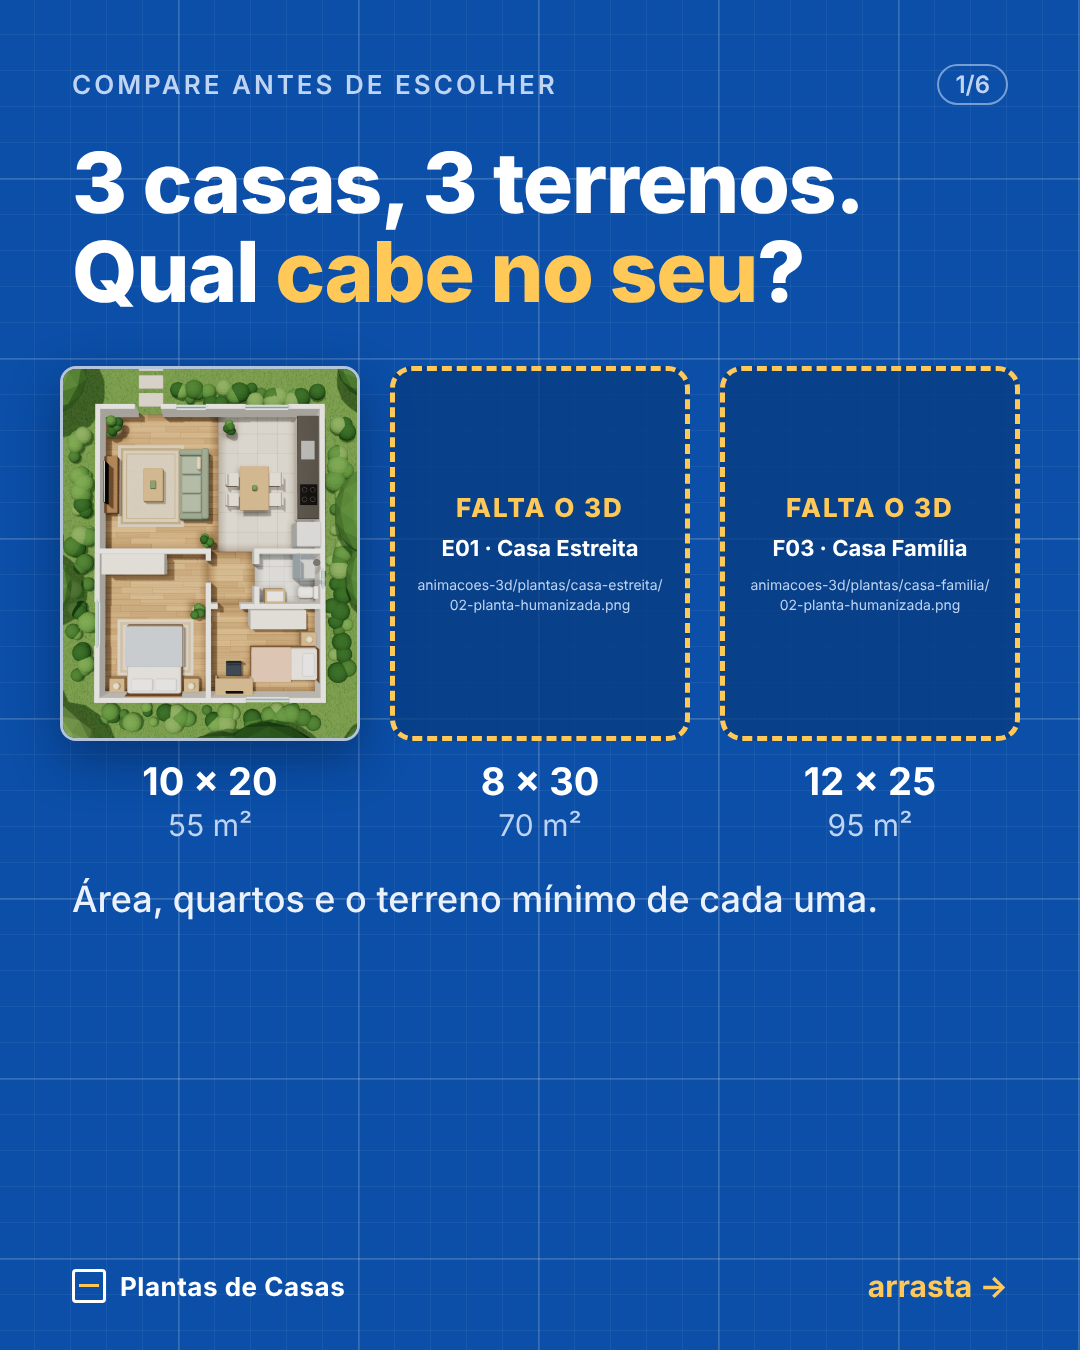 COMPARE ANTES DE ESCOLHER
1/6
3 casas, 3 terrenos.
Qual cabe no seu?
FALTA O 3D
E01 · Casa Estreita
animacoes-3d/plantas/casa-estreita/
02-planta-humanizada.png
FALTA O 3D
F03 · Casa Família
animacoes-3d/plantas/casa-familia/
02-planta-humanizada.png
10 × 20
55 m²
8 × 30
70 m²
12 × 25
95 m²
Área, quartos e o terreno mínimo de cada uma.
Plantas de Casas
arrasta →